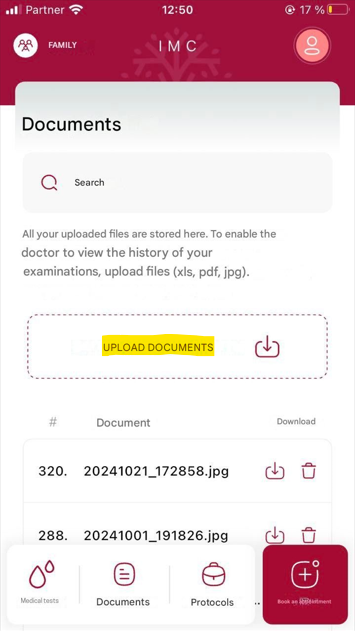 Partner 12:50 17 %
FAMILY IMC
Documents
Search
All your uploaded files are stored here. To enable the
doctor to view the history of your
examinations, upload files (xls, pdf, jpg).
UPLOAD DOCUMENTS
# Document Download
320. 20241021_172858.jpg
288. 20241001_191826.jpg
Medical tests Documents Protocols .. Book an appointment